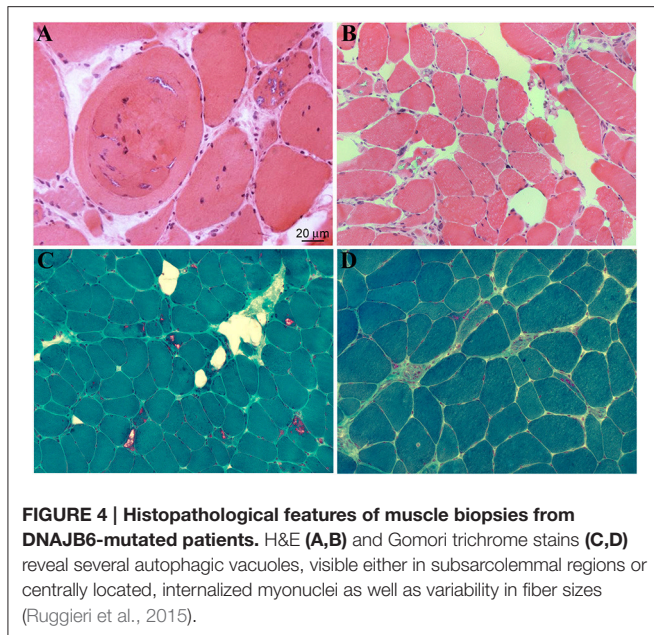 A
B
20 µm
C
D
FIGURE 4 | Histopathological features of muscle biopsies from
DNAJB6-mutated patients. H&E (A,B) and Gomori trichrome stains (C,D)
reveal several autophagic vacuoles, visible either in subsarcolemmal regions or
centrally located, internalized myonuclei as well as variability in fiber sizes
(Ruggieri et al., 2015).